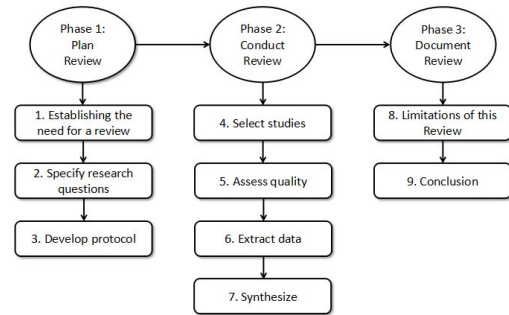 Phase 1:
Plan
Review
Phase 2:
Conduct
Review
Phase 3:
Document
Review
1. Establishing the
need for a review
2. Specify research
questions
3. Develop protocol
4. Select studies
5. Assess quality
6. Extract data
7. Synthesize
8. Limitations of this
Review
9. Conclusion